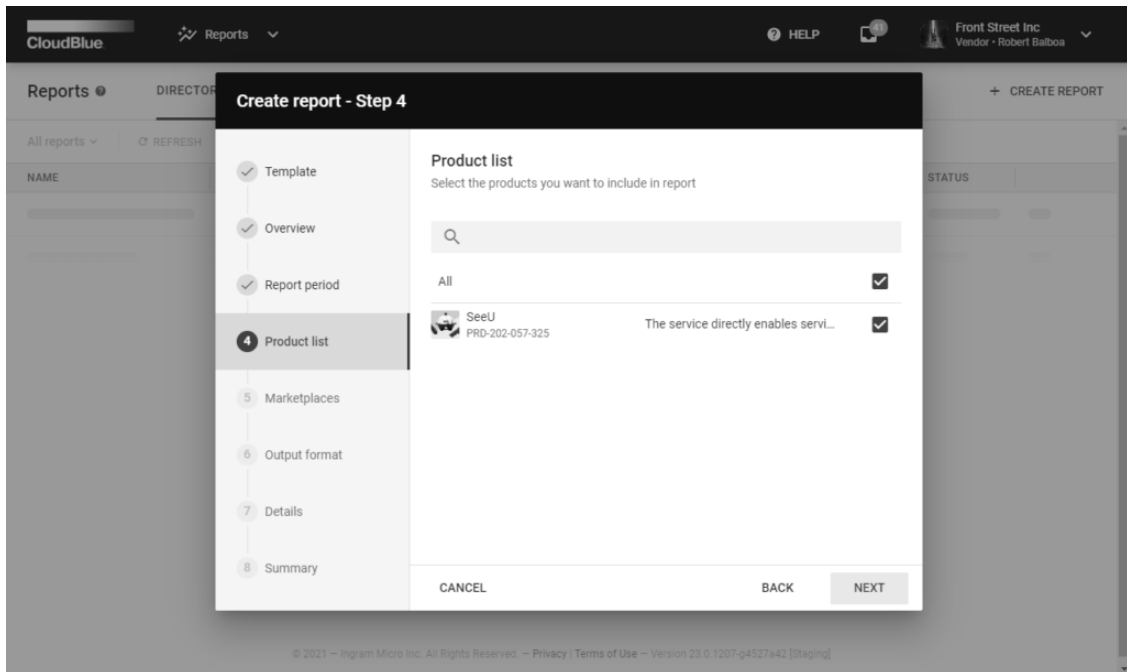 CloudBlue
Reports
HELP
41
Front Street Inc
Vendor • Robert Balboa
Reports
DIRECTOR
+ CREATE REPORT
All reports
REFRESH
NAME
STATUS
Create report - Step 4
Template
Overview
Report period
4 Product list
5 Marketplaces
6 Output format
7 Details
8 Summary
Product list
Select the products you want to include in report
All
SeeU
PRD-202-057-325
The service directly enables servi...
CANCEL
BACK
NEXT
© 2021 — Ingram Micro Inc. All Rights Reserved. — Privacy | Terms of Use — Version 23.0.1207-g4527a42 [Staging]